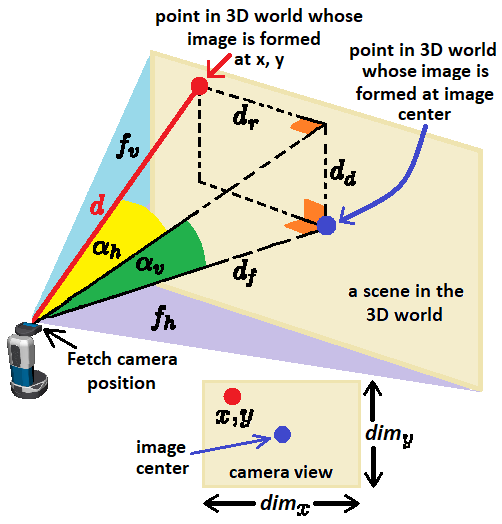 point in 3D world whose
image is formed
at x, y
point in 3D world
whose image is
formed at image
center
d_r
f_v
d_d
d
α_h
α_v
d_f
a scene in the
3D world
f_h
Fetch camera
position
x,y
dim_y
image
center
camera view
dim_x